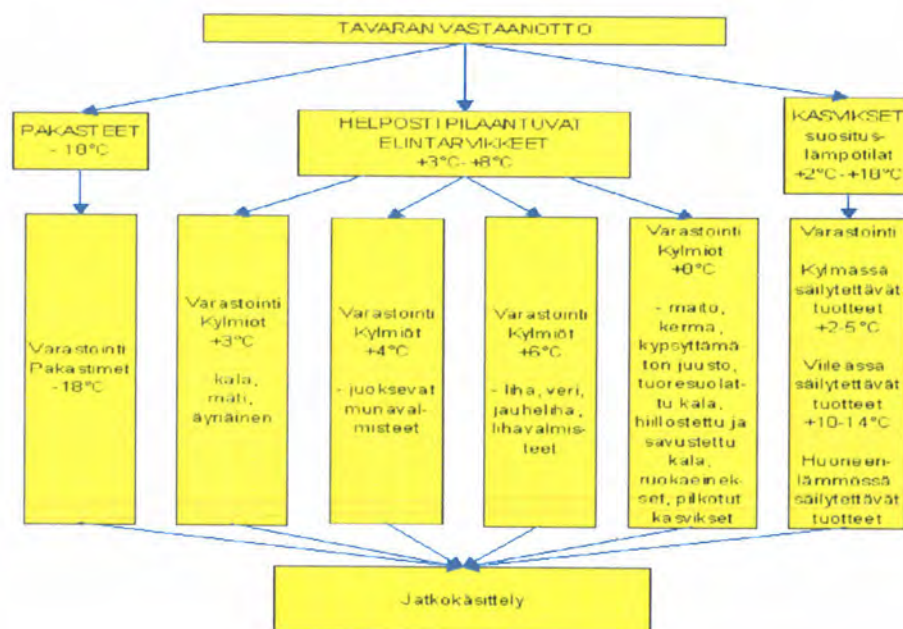 TAVARAN VASTAANOTTO
PAKASTEET
- 18°C
HELPOSTI PILAANTUVAT
ELINTARVIKKEET
+3°C- +8°C
KASVIKSET
suositus-
lämpötilat
+2°C- +18°C
Varastointi
Pakastimet
-18°C
Varastointi
Kylmiöt
+3°C
- kala,
mäti,
äyriäinen
Varastointi
Kylmiöt
+4°C
- juoksevat
munaval-
misteet
Varastointi
Kylmiöt
+6°C
- liha, veri,
jauheliha,
lihavalmis-
teet
Varastointi
Kylmiöt
+8°C
- maito,
kerma,
kypsyttämä-
tön juusto,
tuoresuolat-
tu kala,
hiillostettu ja
savustettu
kala,
ruokaeinek-
set, pilkotut
kasvikset
Varastointi
Kylmässä
säilytettävät
tuotteet
+2-5°C
Viileässä
säilytettävät
tuotteet
+10-14°C
Huoneen-
lämmössä
säilytettävät
tuotteet
Jatkokäsittely